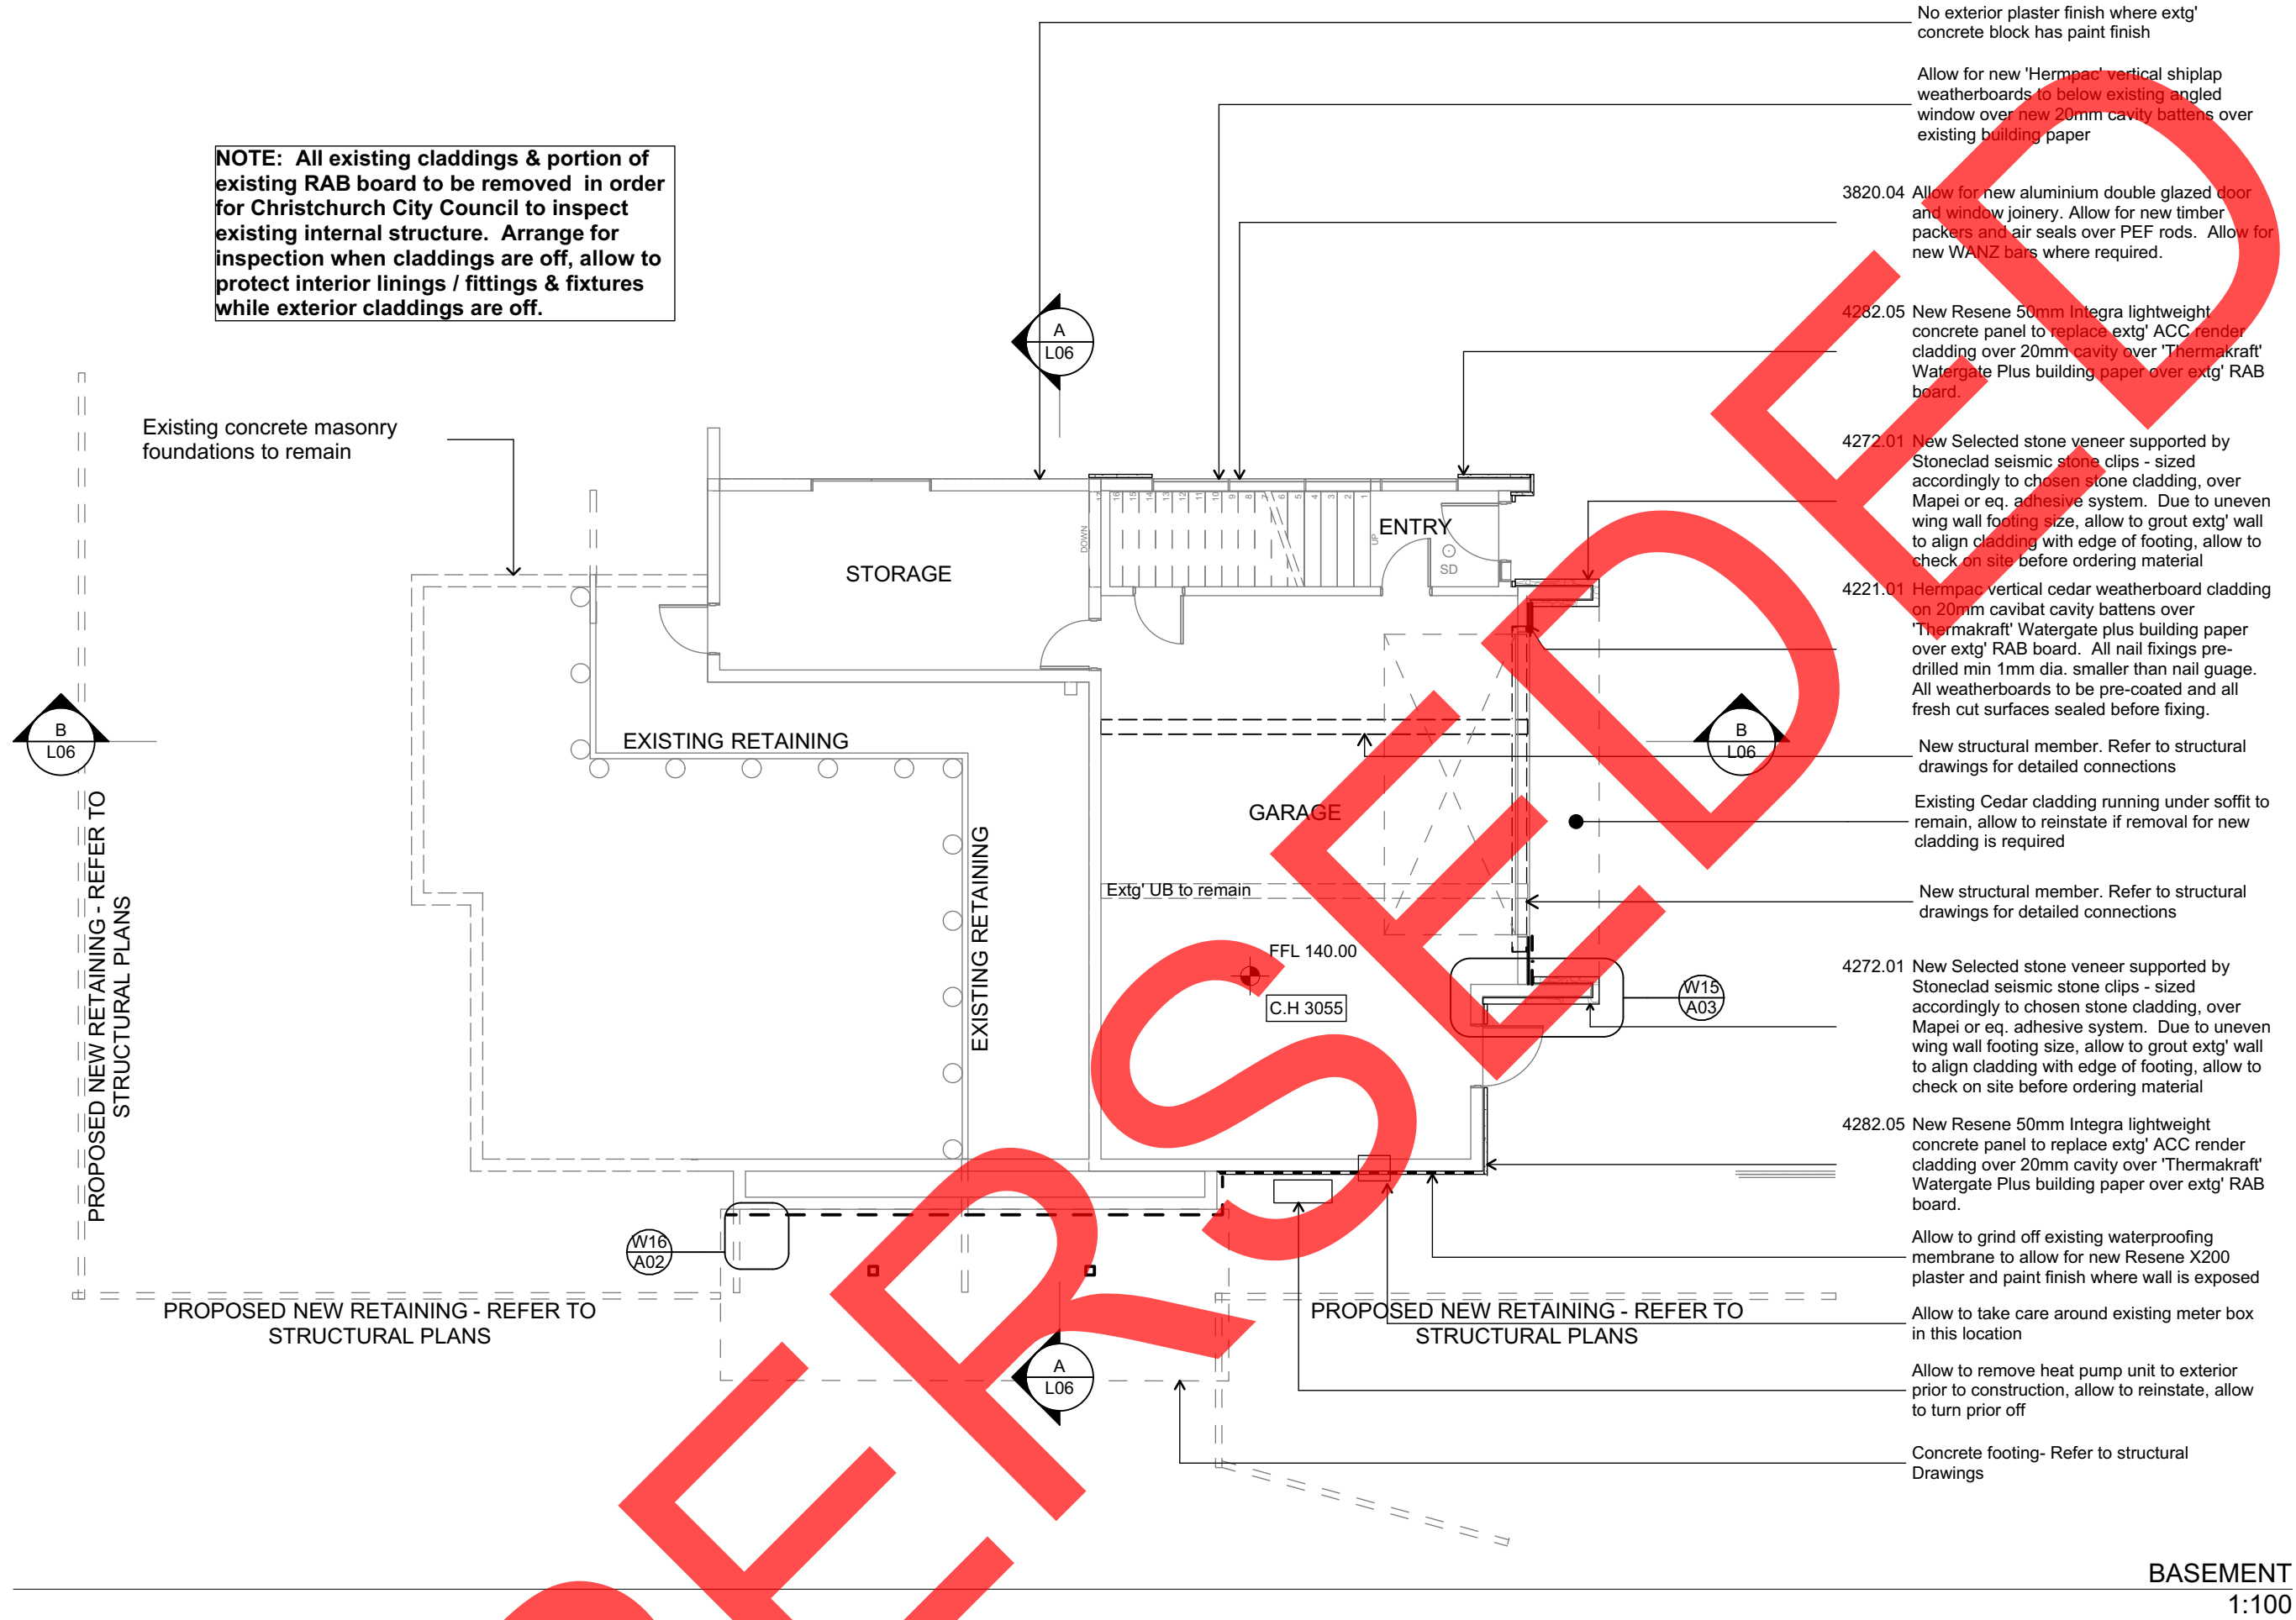 No exterior plaster finish where extg'
concrete block has paint finish
Allow for new 'Hermpac' vertical shiplap
weatherboards to below existing angled
window over new 20mm cavity battens over
existing building paper
NOTE:  All existing claddings & portion of
existing RAB board to be removed  in order
for Christchurch City Council to inspect
existing internal structure.  Arrange for
inspection when claddings are off, allow to
protect interior linings / fittings & fixtures
while exterior claddings are off.
3820.04 Allow for new aluminium double glazed door
and window joinery. Allow for new timber
packers and air seals over PEF rods.  Allow for
new WANZ bars where required.
4282.05 New Resene 50mm Integra lightweight
concrete panel to replace extg' ACC render
cladding over 20mm cavity over 'Thermakraft'
Watergate Plus building paper over extg' RAB
board.
A
L06
Existing concrete masonry
foundations to remain
4272.01 New Selected stone veneer supported by
Stoneclad seismic stone clips - sized
accordingly to chosen stone cladding, over
Mapei or eq. adhesive system.  Due to uneven
wing wall footing size, allow to grout extg' wall
to align cladding with edge of footing, allow to
check on site before ordering material
17 16 15 14 13 12 11 10 9 8 7 6 5 4 3 2 1
DOWN
UP
ENTRY
SD
STORAGE
4221.01 Hermpac vertical cedar weatherboard cladding
on 20mm cavibat cavity battens over
'Thermakraft' Watergate plus building paper
over extg' RAB board.  All nail fixings pre-
drilled min 1mm dia. smaller than nail guage.
All weatherboards to be pre-coated and all
fresh cut surfaces sealed before fixing.
B
L06
EXISTING RETAINING
B
L06
New structural member. Refer to structural
drawings for detailed connections
GARAGE
Existing Cedar cladding running under soffit to
remain, allow to reinstate if removal for new
cladding is required
PROPOSED NEW RETAINING - REFER TO
STRUCTURAL PLANS
EXISTING RETAINING
Extg' UB to remain
New structural member. Refer to structural
drawings for detailed connections
FFL 140.00
C.H 3055
W15
A03
4272.01 New Selected stone veneer supported by
Stoneclad seismic stone clips - sized
accordingly to chosen stone cladding, over
Mapei or eq. adhesive system.  Due to uneven
wing wall footing size, allow to grout extg' wall
to align cladding with edge of footing, allow to
check on site before ordering material
4282.05 New Resene 50mm Integra lightweight
concrete panel to replace extg' ACC render
cladding over 20mm cavity over 'Thermakraft'
Watergate Plus building paper over extg' RAB
board.
W16
A02
Allow to grind off existing waterproofing
membrane to allow for new Resene X200
plaster and paint finish where wall is exposed
PROPOSED NEW RETAINING - REFER TO
STRUCTURAL PLANS
PROPOSED NEW RETAINING - REFER TO
STRUCTURAL PLANS
Allow to take care around existing meter box
in this location
A
L06
Allow to remove heat pump unit to exterior
prior to construction, allow to reinstate, allow
to turn prior off
Concrete footing- Refer to structural
Drawings
BASEMENT
1:100
PERSEDED